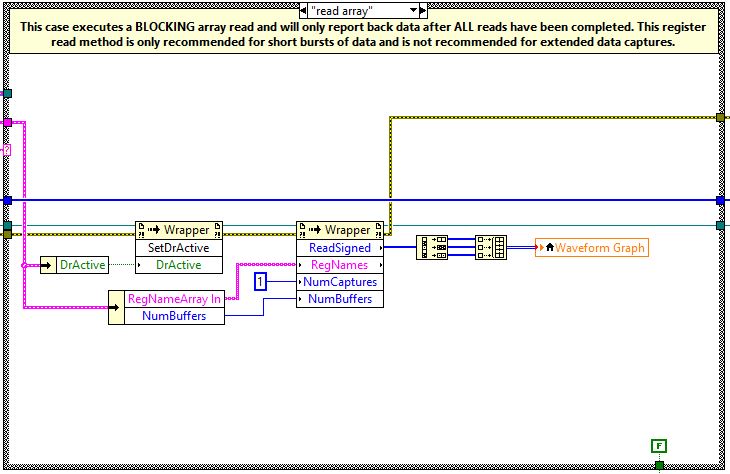 "read array"
This case executes a BLOCKING array read and will only report back data after ALL reads have been completed. This register
read method is only recommended for short bursts of data and is not recommended for extended data captures.
?
Wrapper
SetDrActive
DrActive
DrActive
Wrapper
ReadSigned
RegNames
NumCaptures
NumBuffers
1
RegNameArray In
NumBuffers
Waveform Graph
F